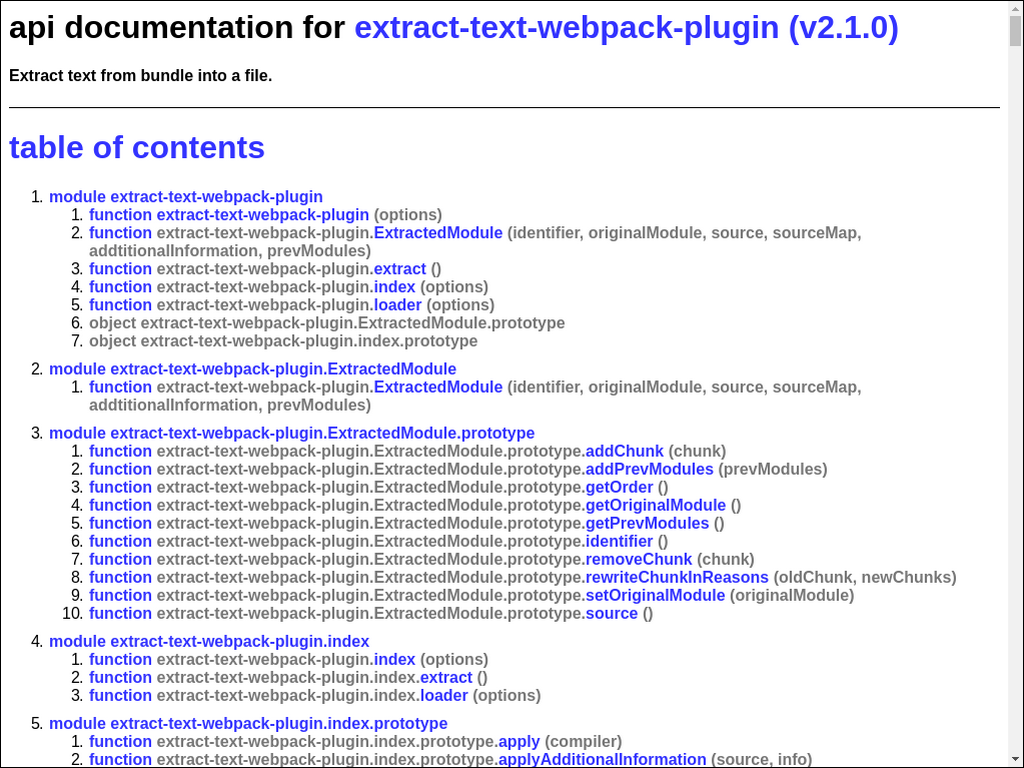 api documentation for extract-text-webpack-plugin (v2.1.0)
Extract text from bundle into a file.
table of contents
1. module extract-text-webpack-plugin
1. function extract-text-webpack-plugin (options)
2. function extract-text-webpack-plugin.ExtractedModule (identifier, originalModule, source, sourceMap,
addtitionalInformation, prevModules)
3. function extract-text-webpack-plugin.extract ()
4. function extract-text-webpack-plugin.index (options)
5. function extract-text-webpack-plugin.loader (options)
6. object extract-text-webpack-plugin.ExtractedModule.prototype
7. object extract-text-webpack-plugin.index.prototype
2. module extract-text-webpack-plugin.ExtractedModule
1. function extract-text-webpack-plugin.ExtractedModule (identifier, originalModule, source, sourceMap,
addtitionalInformation, prevModules)
3. module extract-text-webpack-plugin.ExtractedModule.prototype
1. function extract-text-webpack-plugin.ExtractedModule.prototype.addChunk (chunk)
2. function extract-text-webpack-plugin.ExtractedModule.prototype.addPrevModules (prevModules)
3. function extract-text-webpack-plugin.ExtractedModule.prototype.getOrder ()
4. function extract-text-webpack-plugin.ExtractedModule.prototype.getOriginalModule ()
5. function extract-text-webpack-plugin.ExtractedModule.prototype.getPrevModules ()
6. function extract-text-webpack-plugin.ExtractedModule.prototype.identifier ()
7. function extract-text-webpack-plugin.ExtractedModule.prototype.removeChunk (chunk)
8. function extract-text-webpack-plugin.ExtractedModule.prototype.rewriteChunkInReasons (oldChunk, newChunks)
9. function extract-text-webpack-plugin.ExtractedModule.prototype.setOriginalModule (originalModule)
10. function extract-text-webpack-plugin.ExtractedModule.prototype.source ()
4. module extract-text-webpack-plugin.index
1. function extract-text-webpack-plugin.index (options)
2. function extract-text-webpack-plugin.index.extract ()
3. function extract-text-webpack-plugin.index.loader (options)
5. module extract-text-webpack-plugin.index.prototype
1. function extract-text-webpack-plugin.index.prototype.apply (compiler)
2. function extract-text-webpack-plugin.index.prototype.applyAdditionalInformation (source, info)